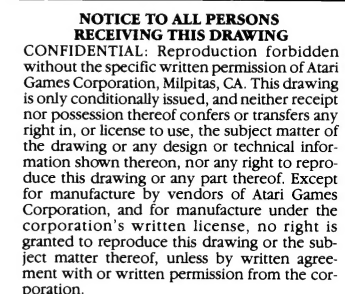 NOTICE TO ALL PERSONS
RECEIVING THIS DRAWING
CONFIDENTIAL: Reproduction forbidden
without the specific written permission of Atari
Games Corporation, Milpitas, CA. This drawing
is only conditionally issued, and neither receipt
nor possession thereof confers or transfers any
right in, or license to use, the subject matter of
the drawing or any design or technical infor-
mation shown thereon, nor any right to repro-
duce this drawing or any part thereof. Except
for manufacture by vendors of Atari Games
Corporation, and for manufacture under the
corporation's written license, no right is
granted to reproduce this drawing or the sub-
ject matter thereof, unless by written agree-
ment with or written permission from the cor-
poration.